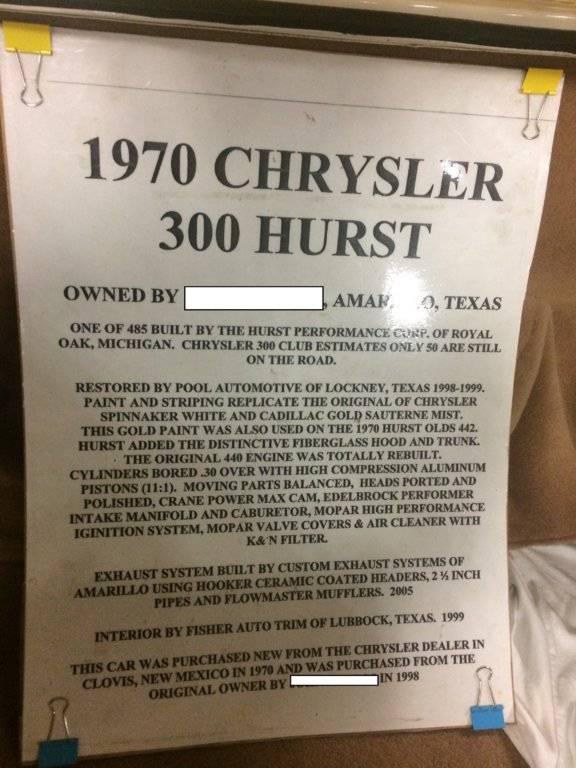 1970 CHRYSLER
300 HURST
OWNED BY , , TEXAS
ONE OF 485 BUILT BY THE HURST PERFORMANCE CORP. OF ROYAL
OAK, MICHIGAN. CHRYSLER 300 CLUB ESTIMATES ONLY 50 ARE STILL
ON THE ROAD.
RESTORED BY POOL AUTOMOTIVE OF LOCKNEY, TEXAS 1998-1999.
PAINT AND STRIPING REPLICATE THE ORIGINAL OF CHRYSLER
SPINNAKER WHITE AND CADILLAC GOLD SAUTERNE MIST.
THIS GOLD PAINT WAS ALSO USED ON THE 1970 HURST OLDS 442.
HURST ADDED THE DISTINCTIVE FIBERGLASS HOOD AND TRUNK.
THE ORIGINAL 440 ENGINE WAS TOTALLY REBUILT.
CYLINDERS BORED .30 OVER WITH HIGH COMPRESSION ALUMINUM
PISTONS (11:1). MOVING PARTS BALANCED, HEADS PORTED AND
POLISHED, CRANE POWER MAX CAM, EDELBROCK PERFORMER
INTAKE MANIFOLD AND CABURETOR, MOPAR HIGH PERFORMANCE
IGINITION SYSTEM, MOPAR VALVE COVERS & AIR CLEANER WITH
K&'N FILTER.
EXHAUST SYSTEM BUILT BY CUSTOM EXHAUST SYSTEMS OF
AMARILLO USING HOOKER CERAMIC COATED HEADERS, 2 ½ INCH
PIPES AND FLOWMASTER MUFFLERS. 2005
INTERIOR BY FISHER AUTO TRIM OF LUBBOCK, TEXAS. 1999
THIS CAR WAS PURCHASED NEW FROM THE CHRYSLER DEALER IN
CLOVIS, NEW MEXICO IN 1970 AND WAS PURCHASED FROM THE
ORIGINAL OWNER BY IN 1998